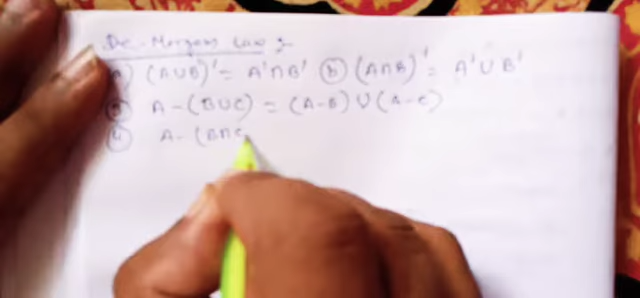 De-Morgans Law :-
a) (A∪B)' = A'∩B' ⓑ (A∩B)' = A'∪B'
ⓐ A-(B∪C) = (A-B)∪(A-C)
A-(B∩C